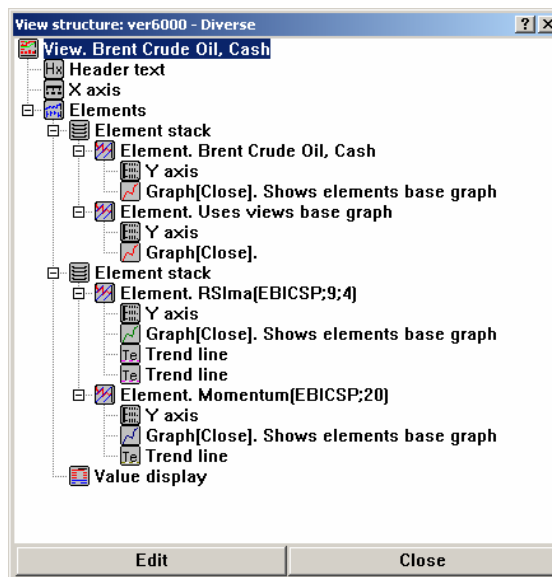 View structure: ver6000 - Diverse
View. Brent Crude Oil, Cash
Hx Header text
X axis
Elements
Element stack
Element. Brent Crude Oil, Cash
Y axis
Graph[Close]. Shows elements base graph
Element. Uses views base graph
Y axis
Graph[Close].
Element stack
Element. RSIma(EBICSP;9;4)
Y axis
Graph[Close]. Shows elements base graph
Te Trend line
Te Trend line
Element. Momentum(EBICSP;20)
Y axis
Graph[Close]. Shows elements base graph
Te Trend line
Value display
Edit Close